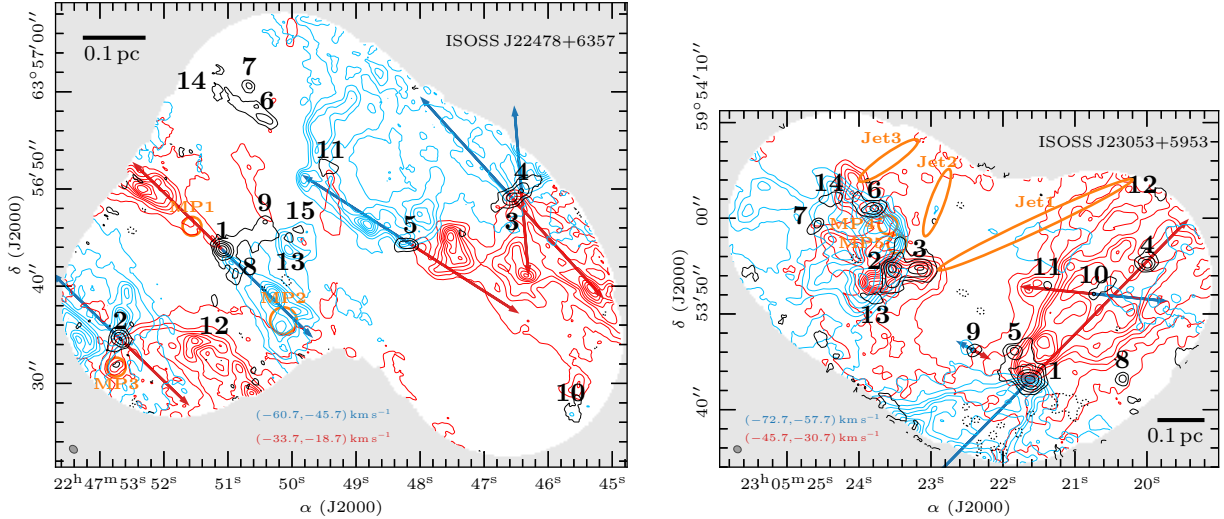 ISOSS J22478+6357
0.1 pc
63° 57′ 00″
56′ 50″
40″
30″
δ (J2000)
14
7
6
11
4
3
MP1
9
15
5
1
8
13
MP2
2
12
MP3
10
(−60.7,−45.7) km s⁻¹
(−33.7,−18.7) km s⁻¹
22ʰ47ᵐ53ˢ
52ˢ
51ˢ
50ˢ
49ˢ
48ˢ
47ˢ
46ˢ
45ˢ
α (J2000)
ISOSS J23053+5953
59° 54′ 10″
00″
53′ 50″
40″
δ (J2000)
Jet3
Jet2
Jet1
14
6
12
7
2
3
4
11
10
13
9
5
1
8
0.1 pc
(−72.7,−57.7) km s⁻¹
(−45.7,−30.7) km s⁻¹
23ʰ05ᵐ25ˢ
24ˢ
23ˢ
22ˢ
21ˢ
20ˢ
α (J2000)